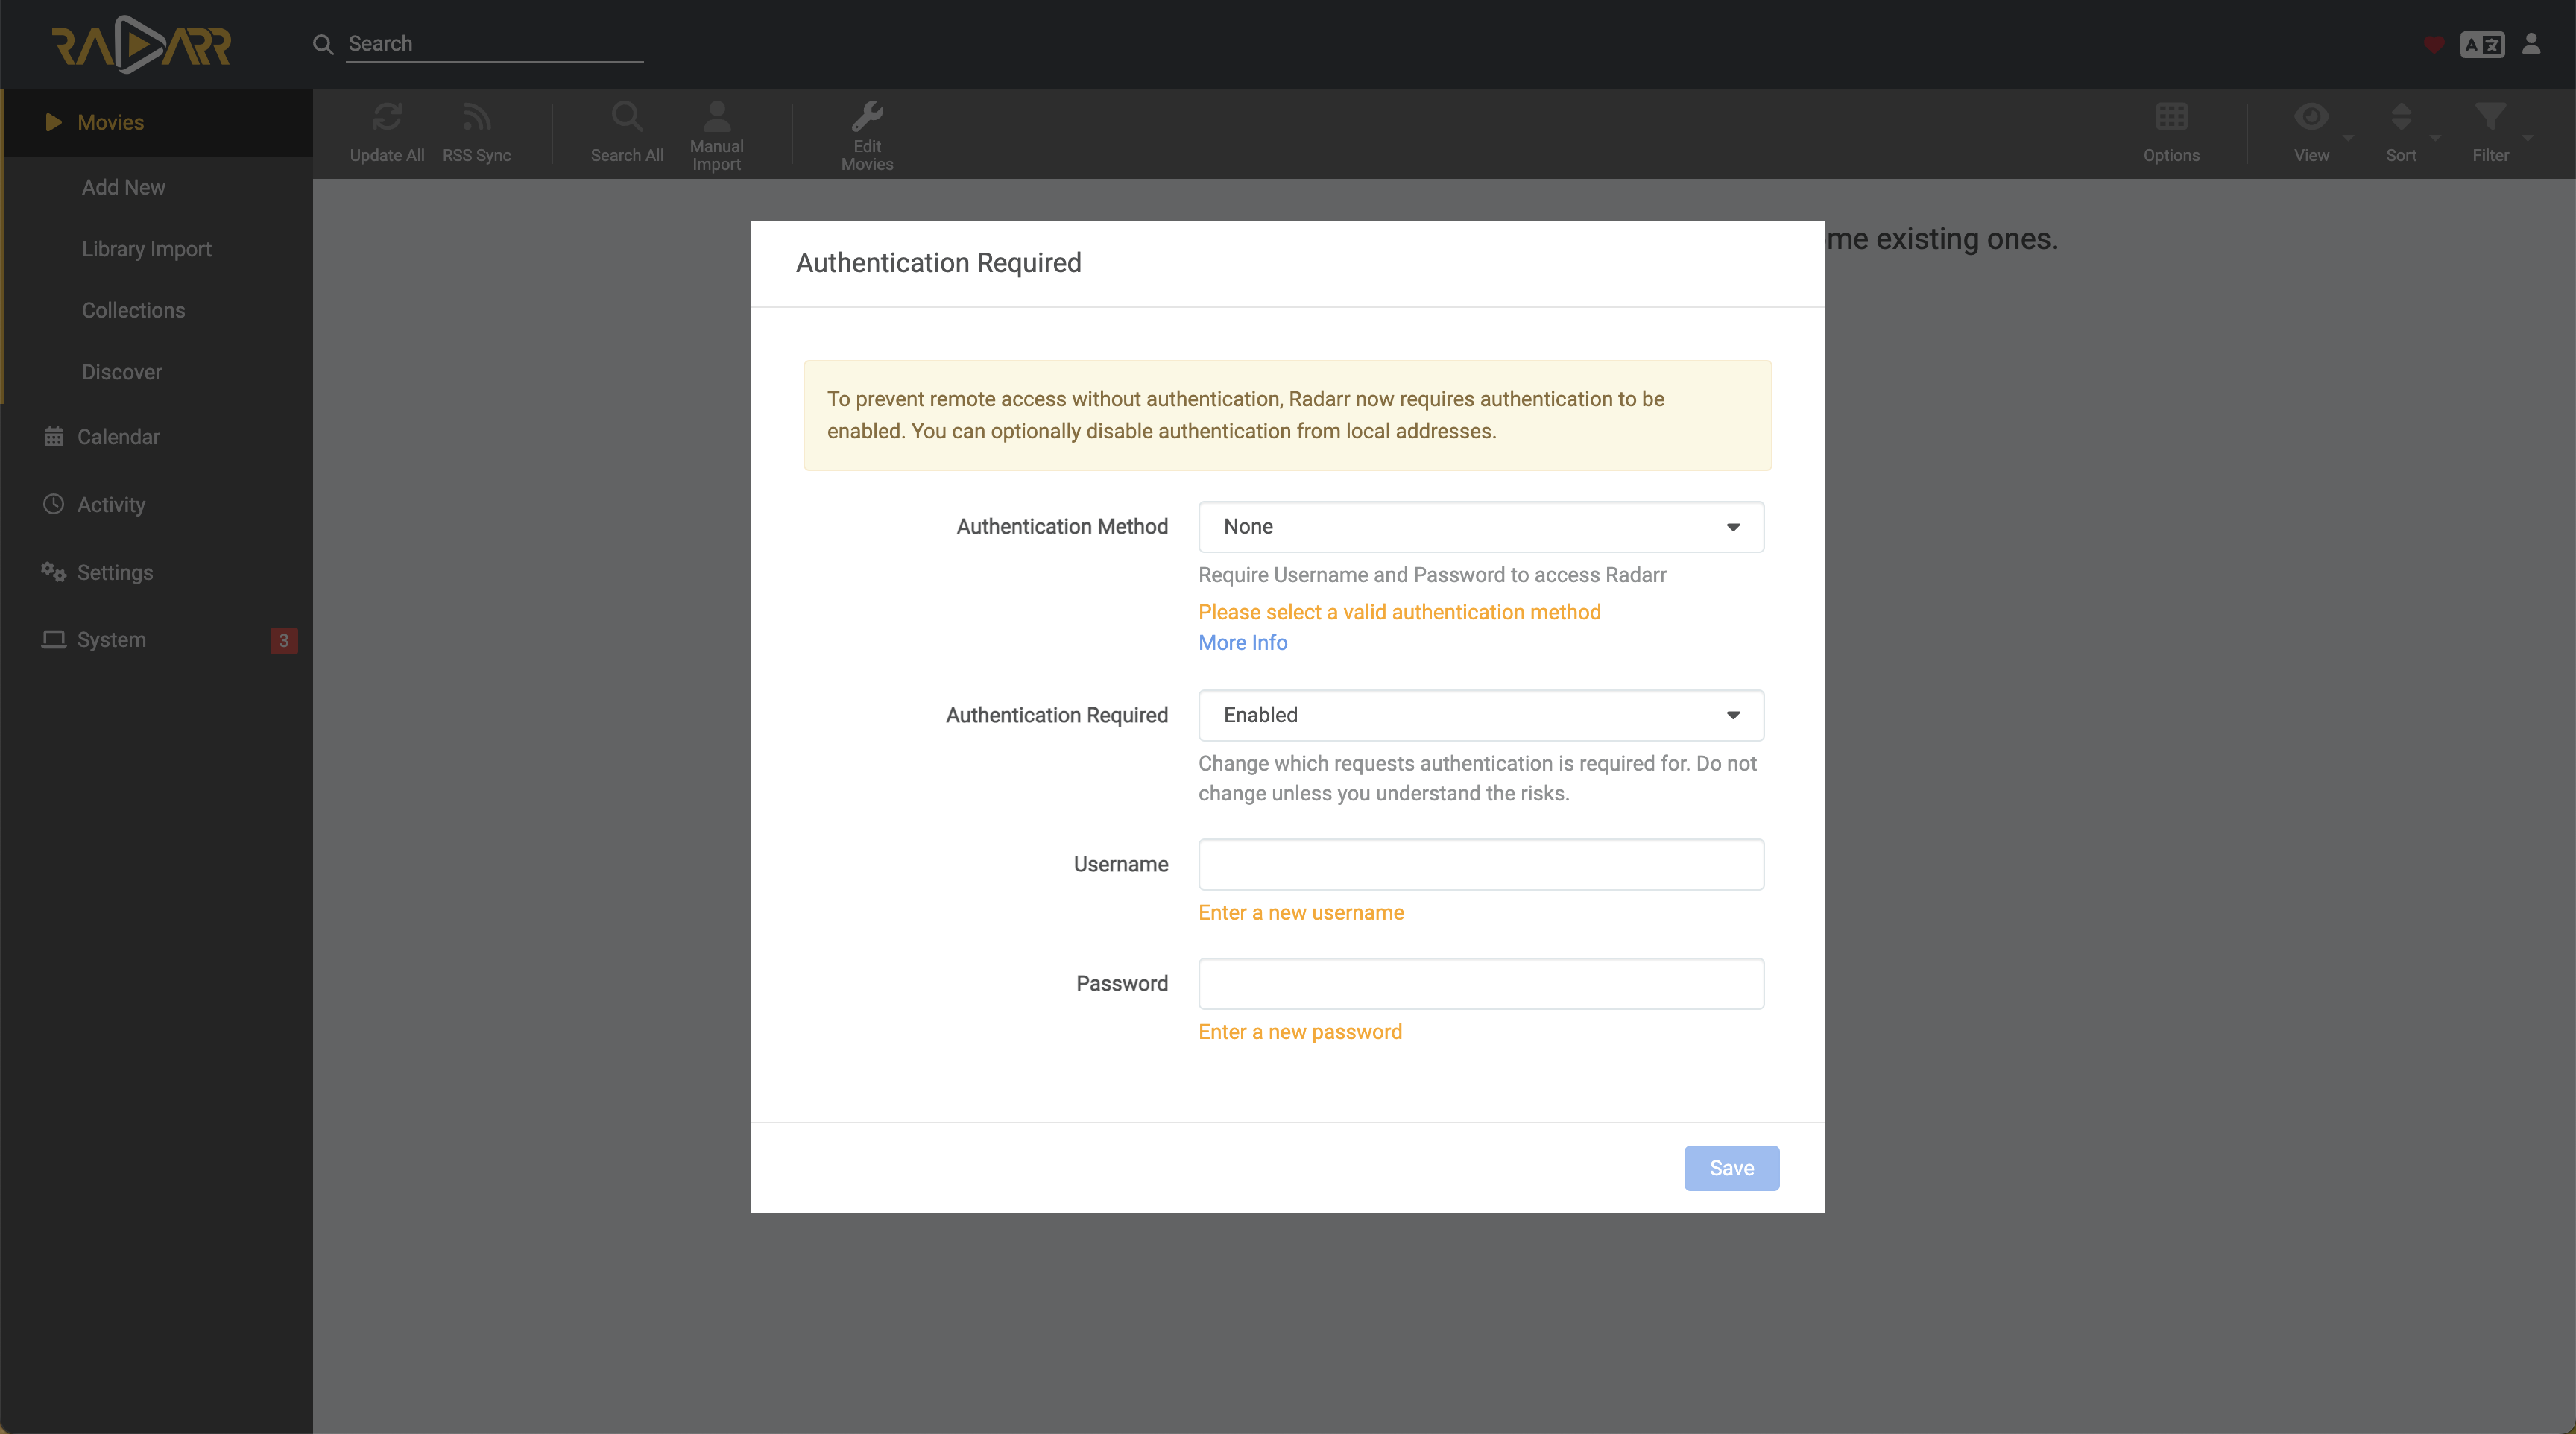 RADARR
Search
A
Movies
Update All
RSS Sync
Search All
Manual
Import
Edit
Movies
Options
View
Sort
Filter
Add New
Library Import
Collections
Discover
Calendar
Activity
Settings
System
3
me existing ones.
Authentication Required
To prevent remote access without authentication, Radarr now requires authentication to be
enabled. You can optionally disable authentication from local addresses.
Authentication Method
None
Require Username and Password to access Radarr
Please select a valid authentication method
More Info
Authentication Required
Enabled
Change which requests authentication is required for. Do not
change unless you understand the risks.
Username
Enter a new username
Password
Enter a new password
Save